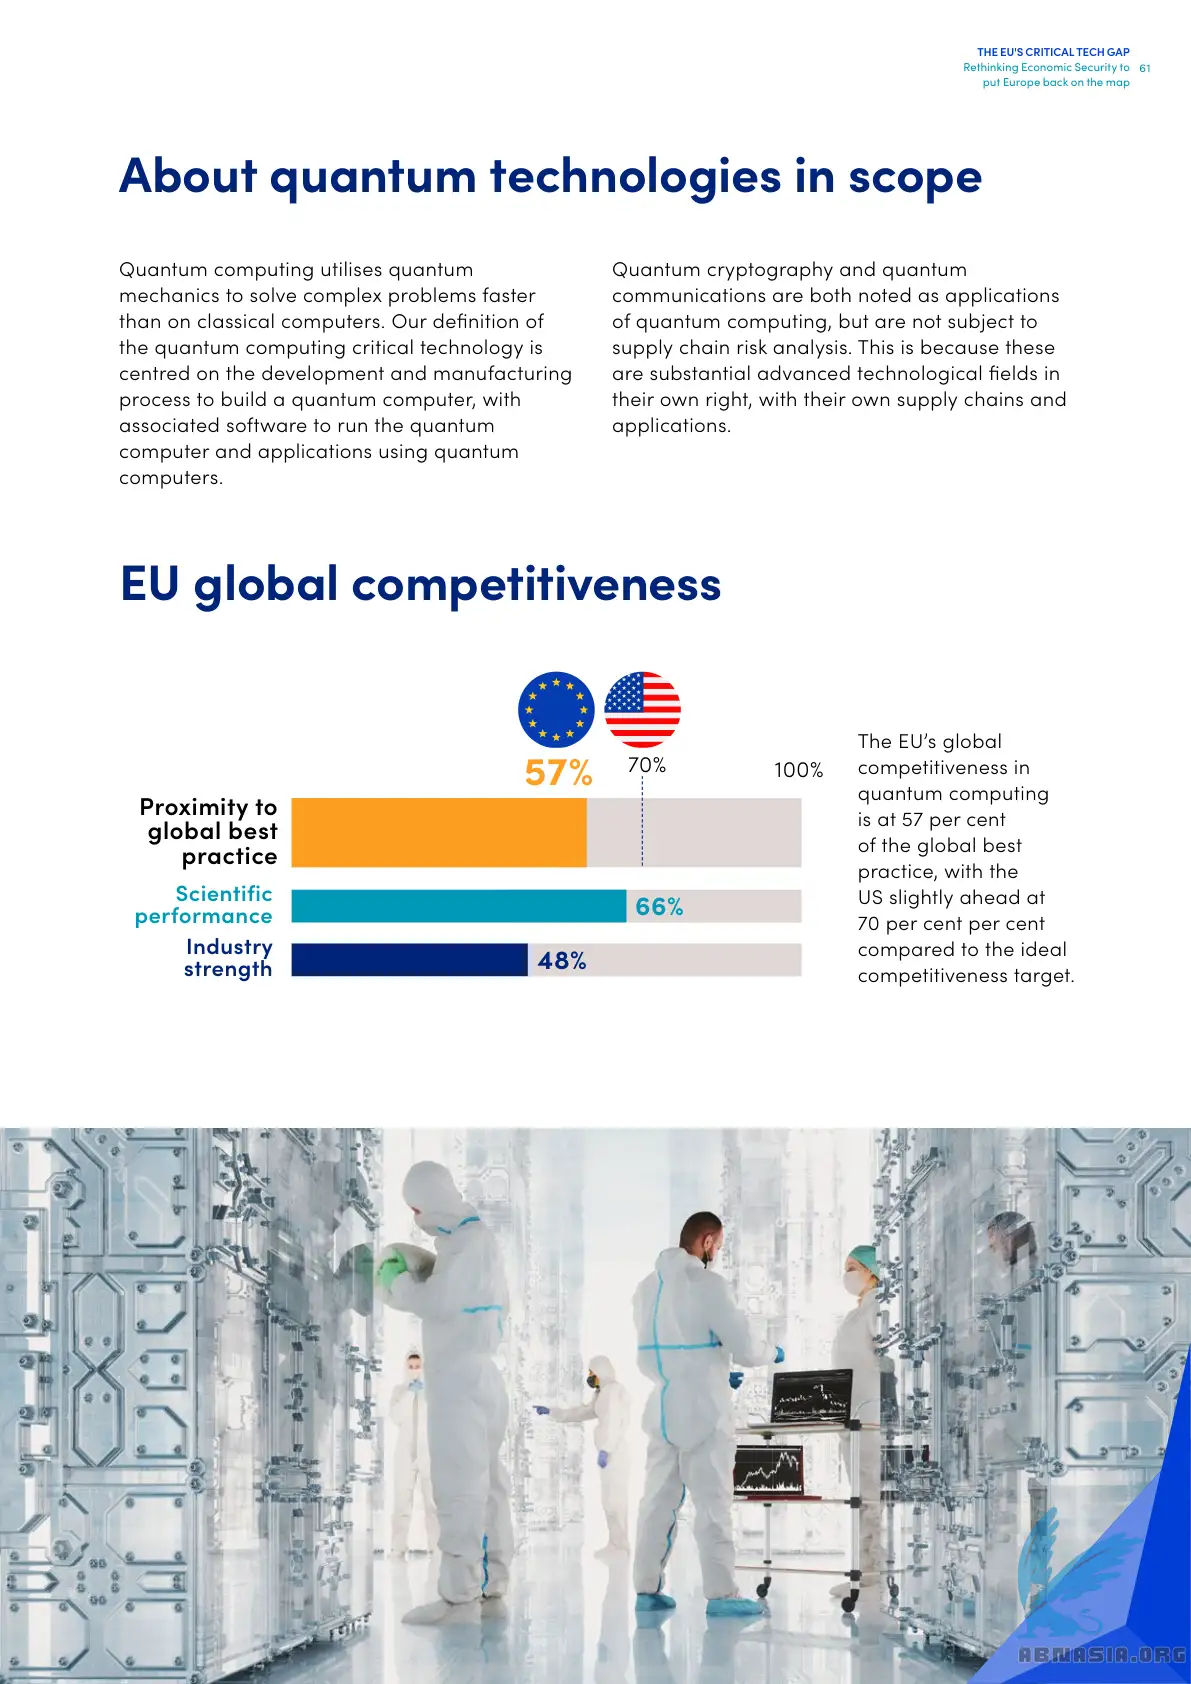 THE EU'S CRITICAL TECH GAP
Rethinking Economic Security to
put Europe back on the map
61
About quantum technologies in scope
Quantum computing utilises quantum
mechanics to solve complex problems faster
than on classical computers. Our definition of
the quantum computing critical technology is
centred on the development and manufacturing
process to build a quantum computer, with
associated software to run the quantum
computer and applications using quantum
computers.
Quantum cryptography and quantum
communications are both noted as applications
of quantum computing, but are not subject to
supply chain risk analysis. This is because these
are substantial advanced technological fields in
their own right, with their own supply chains and
applications.
EU global competitiveness
57%
70%
100%
Proximity to
global best
practice
Scientific
performance
66%
Industry
strength
48%
The EU’s global
competitiveness in
quantum computing
is at 57 per cent
of the global best
practice, with the
US slightly ahead at
70 per cent per cent
compared to the ideal
competitiveness target.
ABNASIA.ORG